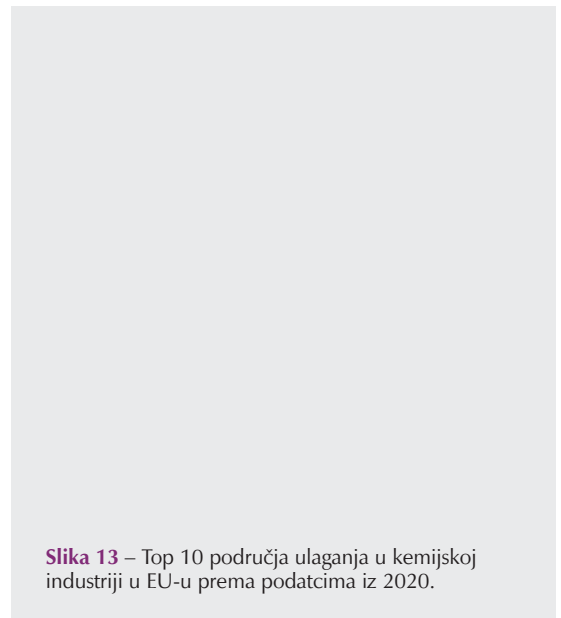 Slika 13 – Top 10 područja ulaganja u kemijskoj
industriji u EU-u prema podatcima iz 2020.